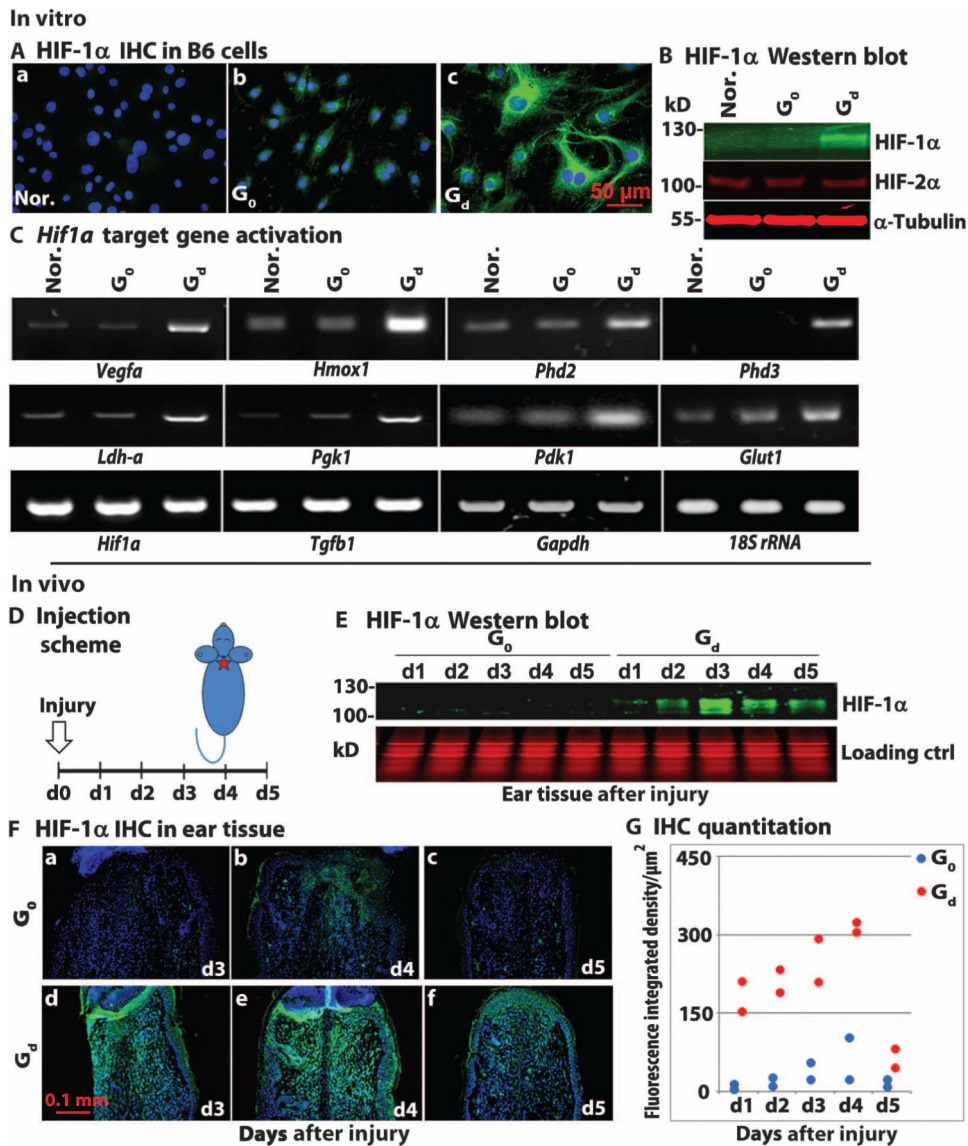 In vitro
A HIF-1α IHC in B6 cells
a
b
c
Nor.
G0
Gd
50 µm
B HIF-1α Western blot
kD
Nor.
G0
Gd
130-
HIF-1α
100-
HIF-2α
55-
α-Tubulin
C Hif1a target gene activation
Nor. G0 Gd Nor. G0 Gd Nor. G0 Gd Nor. G0 Gd
Vegfa Hmox1 Phd2 Phd3
Ldh-a Pgk1 Pdk1 Glut1
Hif1a Tgfb1 Gapdh 18S rRNA
In vivo
D Injection
scheme
Injury
d0 d1 d2 d3 d4 d5
E HIF-1α Western blot
G0 Gd
d1 d2 d3 d4 d5 d1 d2 d3 d4 d5
130-
100-
HIF-1α
kD
Loading ctrl
Ear tissue after injury
F HIF-1α IHC in ear tissue
G0
a
d3
b
d4
c
d5
Gd
d
0.1 mm
d3
e
d4
f
d5
Days after injury
G IHC quantitation
Fluorescence integrated density/µm2
450
300
150
0
G0
Gd
d1 d2 d3 d4 d5
Days after injury